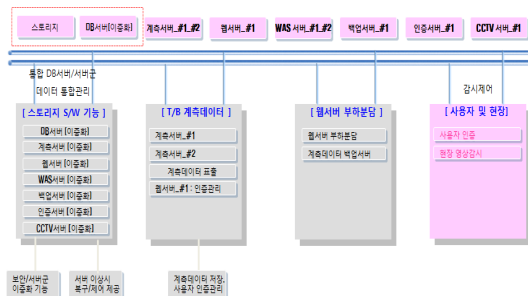 스토리지
DB서버[이중화]
계측서버_#1_#2
웹서버_#1
WAS 서버_#1_#2
백업서버_#1
인증서버_#1
CCTV 서버_#1
통합 DB서버/서버군
데이터 통합관리
감시제어
[ 스토리지 S/W 기능 ]
DB서버 [이중화]
계측서버 [이중화]
웹서버 [이중화]
WAS서버 [이중화]
백업서버 [이중화]
인증서버 [이중화]
CCTV서버 [이중화]
[ T/B 계측데이터 ]
계측서버_#1
계측서버_#2
계측데이터 표출
웹서버_#1 : 인증관리
[ 웹서버 부하분담 ]
웹서버 부하분담
계측데이터 백업서버
[ 사용자 및 현장]
사용자 인증
현장 영상감시
보안/서버군
이중화 기능
서버 이상시
복구/제어 제공
계측데이터 저장,
사용자 인증관리